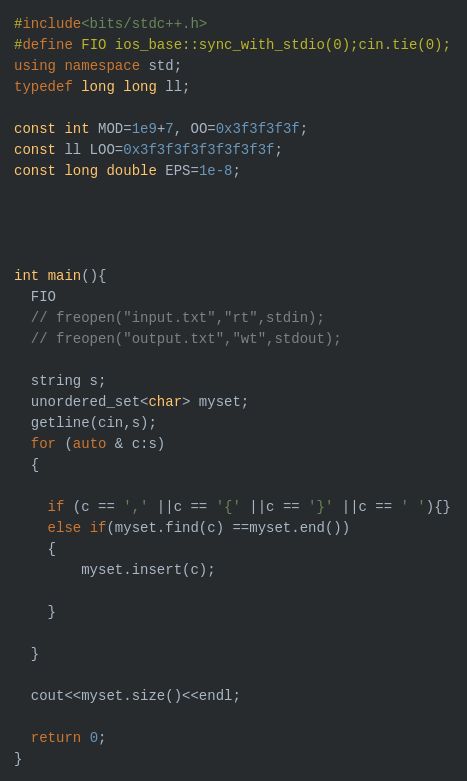 #include<bits/stdc++.h>
#define FIO ios_base::sync_with_stdio(0);cin.tie(0);
using namespace std;
typedef long long ll;

const int MOD=1e9+7, OO=0x3f3f3f3f;
const ll LOO=0x3f3f3f3f3f3f3f3f;
const long double EPS=1e-8;

int main(){
  FIO
  // freopen("input.txt","rt",stdin);
  // freopen("output.txt","wt",stdout);

  string s;
  unordered_set<char> myset;
  getline(cin,s);
  for (auto & c:s)
  {

    if (c == ',' ||c == '{' ||c == '}' ||c == ' '){}
    else if(myset.find(c) ==myset.end())
    {
        myset.insert(c);

    }

  }

  cout<<myset.size()<<endl;

  return 0;
}